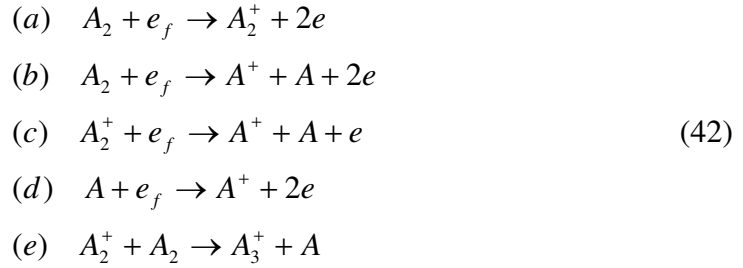 (a) A₂ + e_f → A₂⁺ + 2e
(b) A₂ + e_f → A⁺ + A + 2e
(c) A₂⁺ + e_f → A⁺ + A + e (42)
(d) A + e_f → A⁺ + 2e
(e) A₂⁺ + A₂ → A₃⁺ + A